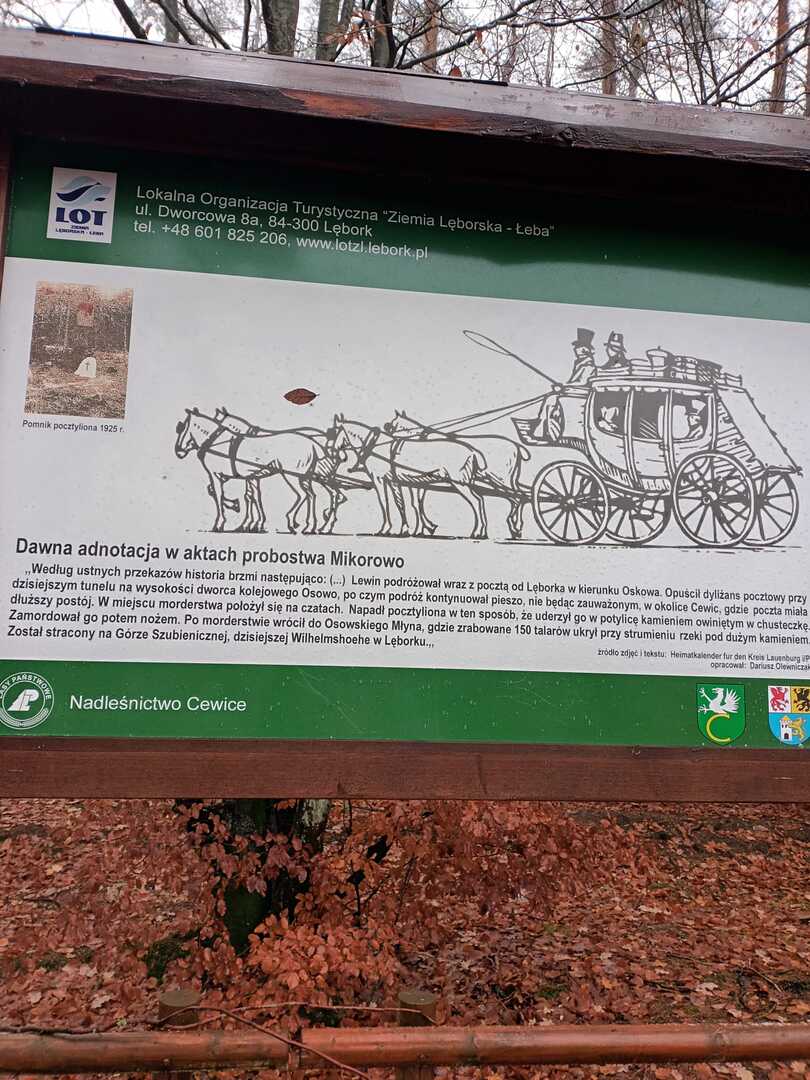 LOT
ZIEMIA
LĘBORSKA - ŁEBA
Lokalna Organizacja Turystyczna "Ziemia Lęborska - Łeba"
ul. Dworcowa 8a, 84-300 Lębork
tel. +48 601 825 206, www.lotzl.lebork.pl
Pomnik pocztyliona 1925 r.
Dawna adnotacja w aktach probostwa Mikorowo
„Według ustnych przekazów historia brzmi następująco: (...) Lewin podróżował wraz z pocztą od Lęborka w kierunku Oskowa. Opuścił dyliżans pocztowy przy
dzisiejszym tunelu na wysokości dworca kolejowego Osowo, po czym podróż kontynuował pieszo, nie będąc zauważonym, w okolice Cewic, gdzie poczta miała
dłuższy postój. W miejscu morderstwa położył się na czatach. Napadł pocztyliona w ten sposób, że uderzył go w potylicę kamieniem owiniętym w chusteczkę.
Zamordował go potem nożem. Po morderstwie wrócił do Osowskiego Młyna, gdzie zrabowane 150 talarów ukrył przy strumieniu rzeki pod dużym kamieniem.
Został stracony na Górze Szubienicznej, dzisiejszej Wilhelmshoehe w Lęborku.„
źródło zdjęć i tekstu: Heimatkalender fur den Kreis Lauenburg i/P
opracował: Dariusz Olewniczak
LASY PAŃSTWOWE
Nadleśnictwo Cewice